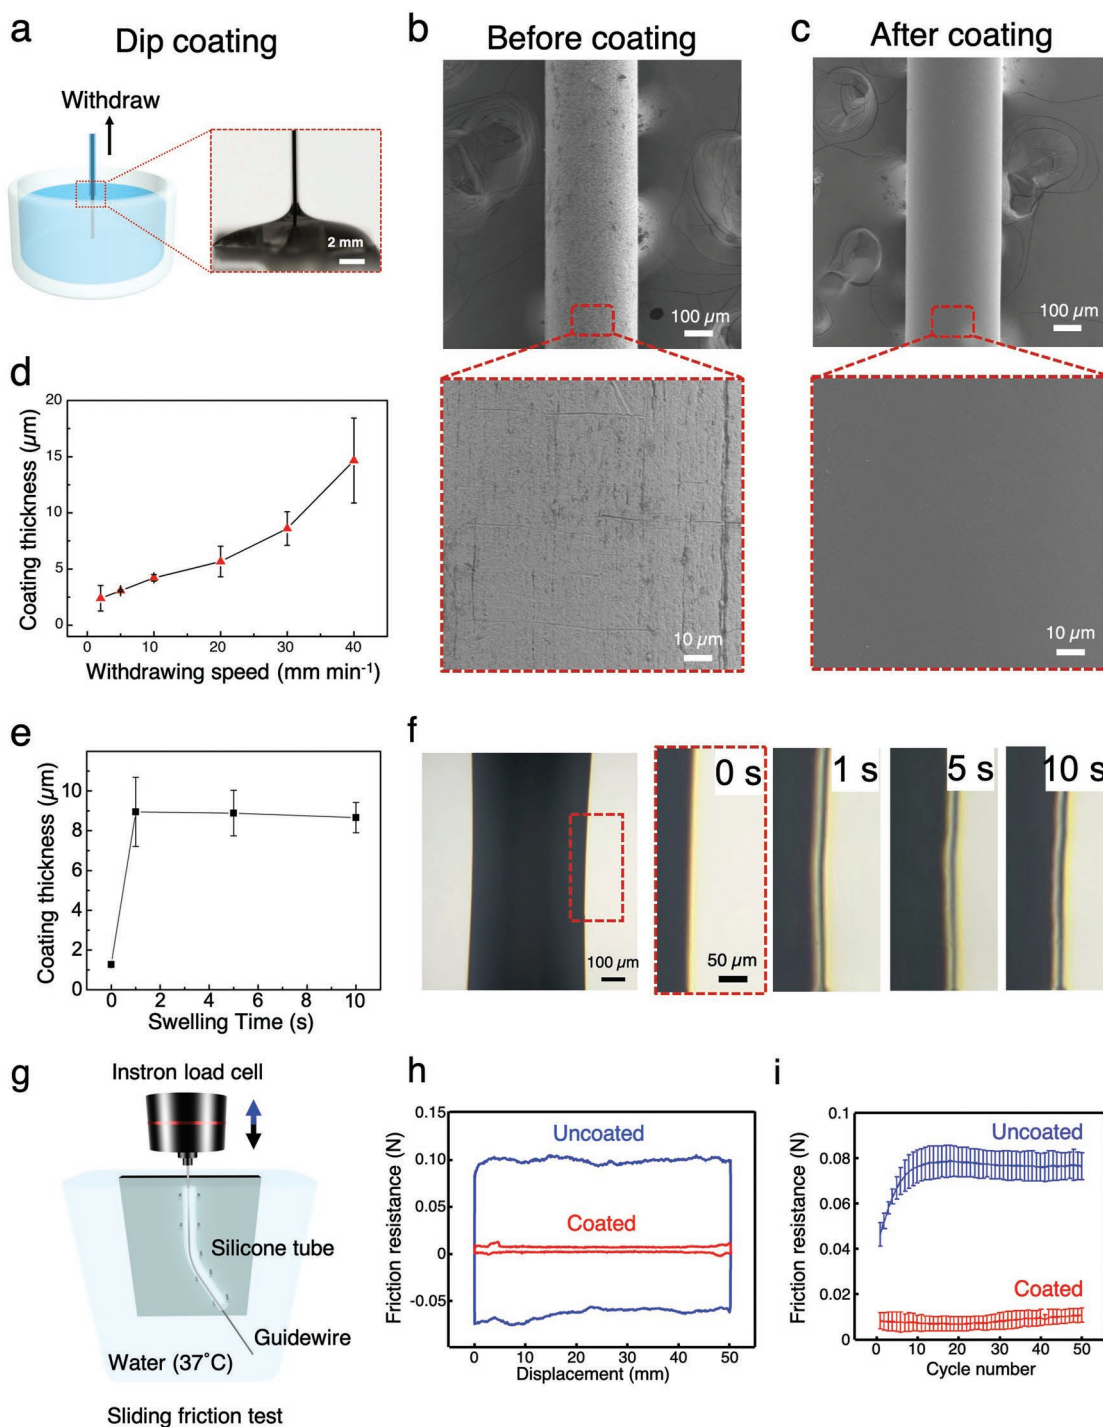 a
Dip coating
Withdraw
2 mm
b
Before coating
100 µm
10 µm
c
After coating
100 µm
10 µm
d
Coating thickness (µm)
20
15
10
5
0
0
10
20
30
40
Withdrawing speed (mm min⁻¹)
e
Coating thickness (µm)
10
8
6
4
2
0
0
2
4
6
8
10
Swelling Time (s)
f
100 µm
0 s
50 µm
1 s
5 s
10 s
g
Instron load cell
Silicone tube
Guidewire
Water (37˚C)
Sliding friction test
h
Friction resistance (N)
0.15
0.10
0.05
0
-0.05
Uncoated
Coated
0
10
20
30
40
50
Displacement (mm)
i
Friction resistance (N)
0.1
0.08
0.06
0.04
0.02
0
Uncoated
Coated
0
10
20
30
40
50
Cycle number